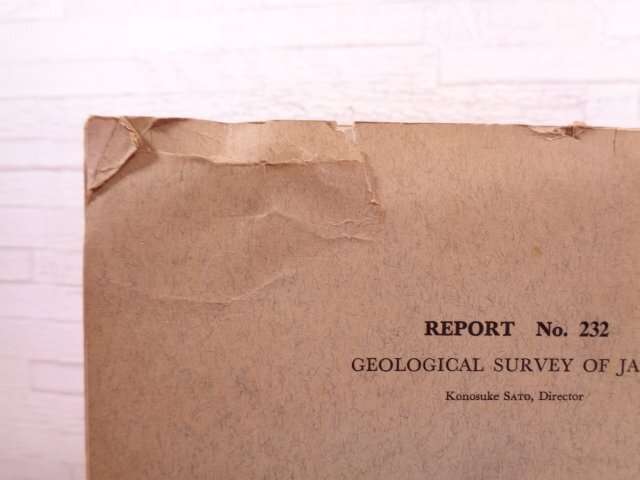 REPORT No. 232
GEOLOGICAL SURVEY OF JA
Konosuke SATO, Director